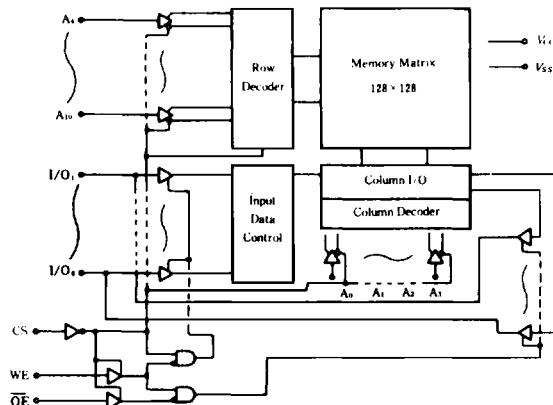 A₄
Row
Decoder
Memory Matrix
128 × 128
Vcc
Vss
A₁₀
I/O₁
Input
Data
Control
Column I/O
Column Decoder
I/O₈
A₀ A₁ A₂ A₃
CS
WE
OE